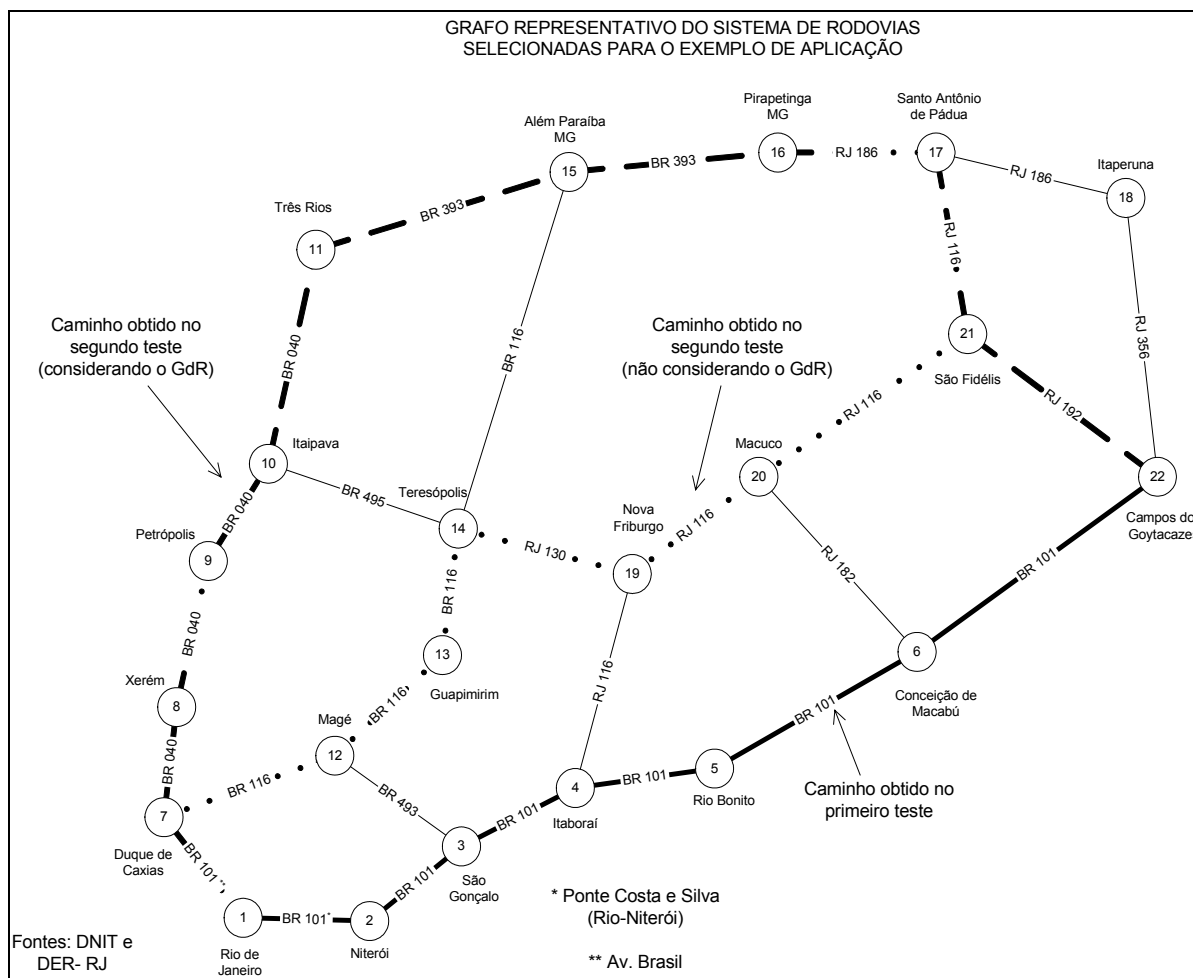 GRAFO REPRESENTATIVO DO SISTEMA DE RODOVIAS
SELECIONADAS PARA O EXEMPLO DE APLICAÇÃO
Pirapetinga
MG
Santo Antônio
de Pádua
Além Paraíba
MG
16
RJ 186
17
Itaperuna
BR 393
RJ 186
15
18
Três Rios
BR 393
11
RJ 116
Caminho obtido no
segundo teste
(considerando o GdR)
Caminho obtido no
segundo teste
(não considerando o GdR)
BR 040
BR 116
21
São Fidélis
RJ 356
RJ 116
RJ 192
Itaipava
10
Macuco
20
22
BR 495
Teresópolis
14
BR 040
Petrópolis
9
Nova
Friburgo
RJ 116
Campos do
Goytacazes
RJ 130
19
BR 116
RJ 182
BR 101
BR 040
13
Guapimirim
6
Conceição de
Macabú
Xerém
8
RJ 116
BR 116
BR 101
Magé
12
BR 040
BR 116
5
Rio Bonito
BR 101
4
Itaboraí
BR 493
Caminho obtido no
primeiro teste
7
Duque de
Caxias
BR 101
3
São
Gonçalo
BR 101**
BR 101
1
BR 101*
2
Rio de
Janeiro
Niterói
* Ponte Costa e Silva
(Rio-Niterói)
** Av. Brasil
Fontes: DNIT e
DER- RJ